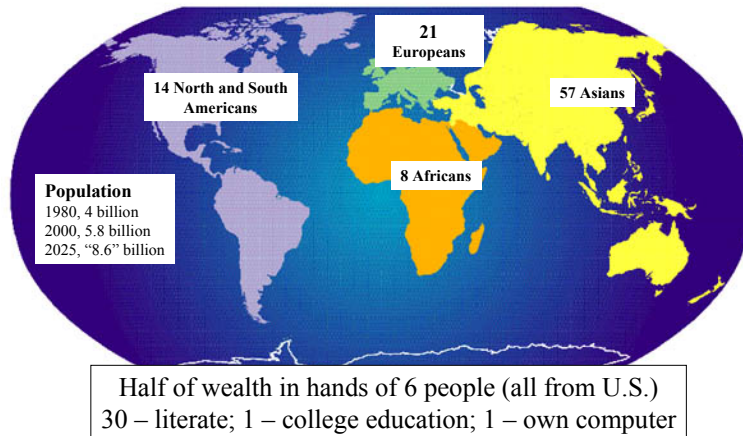 21
Europeans
14 North and South
Americans
57 Asians
8 Africans
Population
1980, 4 billion
2000, 5.8 billion
2025, “8.6” billion
Half of wealth in hands of 6 people (all from U.S.)
30 – literate; 1 – college education; 1 – own computer